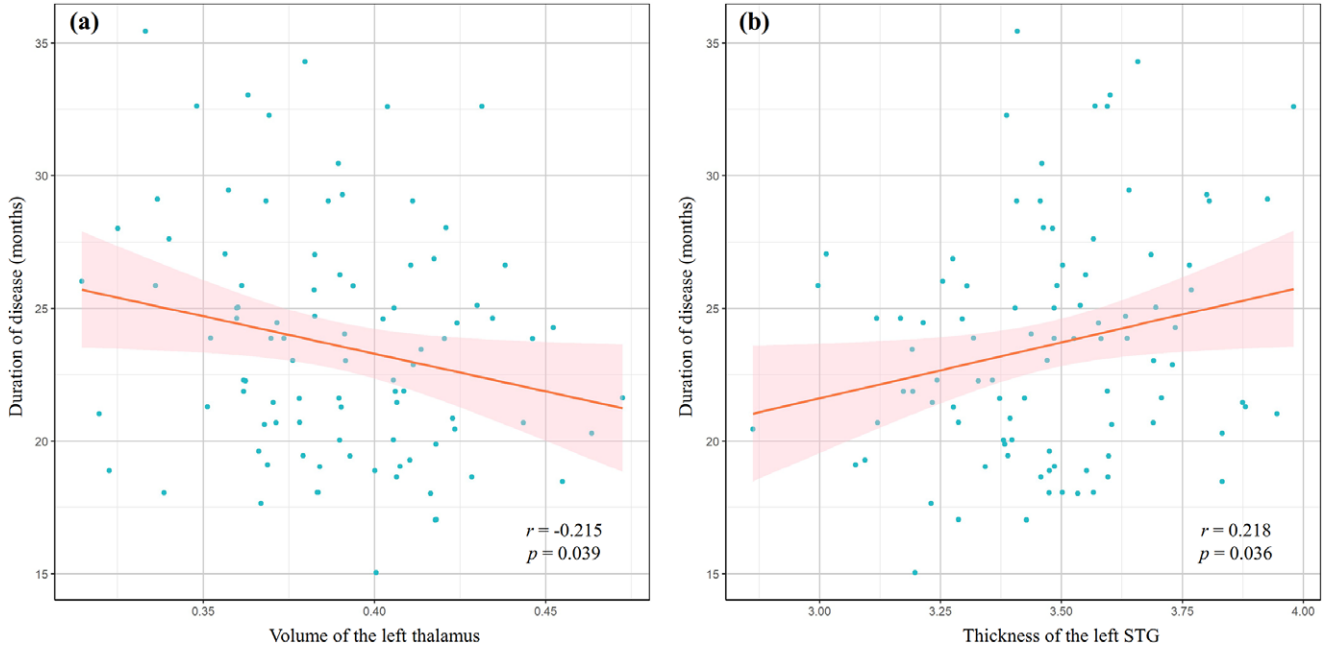 (a)
Duration of disease (months)
35
30
25
20
15
r = -0.215
p = 0.039
0.35
0.40
0.45
Volume of the left thalamus
(b)
Duration of disease (months)
35
30
25
20
15
r = 0.218
p = 0.036
3.00
3.25
3.50
3.75
4.00
Thickness of the left STG